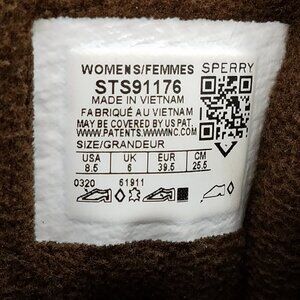 WOMENS/FEMMES SPERRY
STS91176
MADE IN VIETNAM
FABRIQUÉ AU VIETNAM
MAY BE COVERED BY US PAT.
WWW.PATENTS.WWWINC.COM
SIZE/GRANDEUR
USA UK EUR CM
8.5 6 39.5 25.5
0320 61911